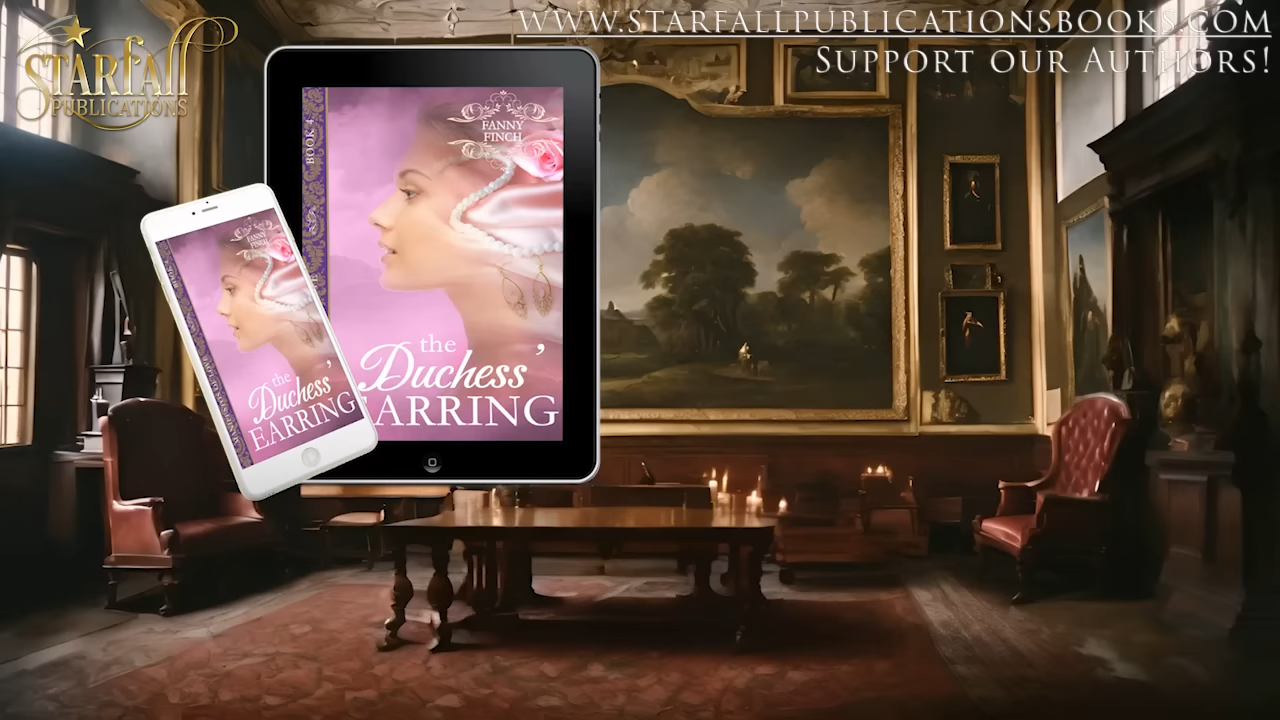 STARfall
PUBLICATIONS
WWW.STARFALLPUBLICATIONSBOOKS.COM
SUPPORT OUR AUTHORS!
BOOK 4
FANNY
FINCH
the
Duchess'
EARRING
FANNY
FINCH
the
Duchess'
EARRING